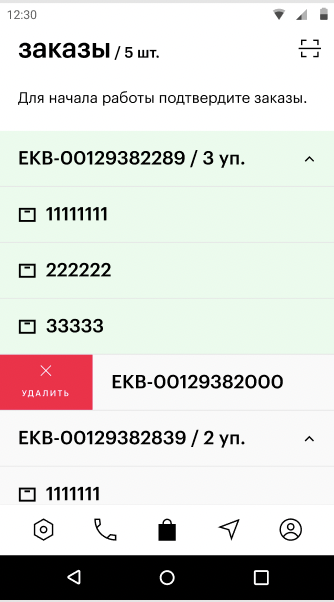 12:30
заказы / 5 шт.
Для начала работы подтвердите заказы.
ЕКВ-00129382289 / 3 уп.
11111111
222222
33333
УДАЛИТЬ
ЕКВ-00129382000
ЕКВ-00129382839 / 2 уп.
1111111